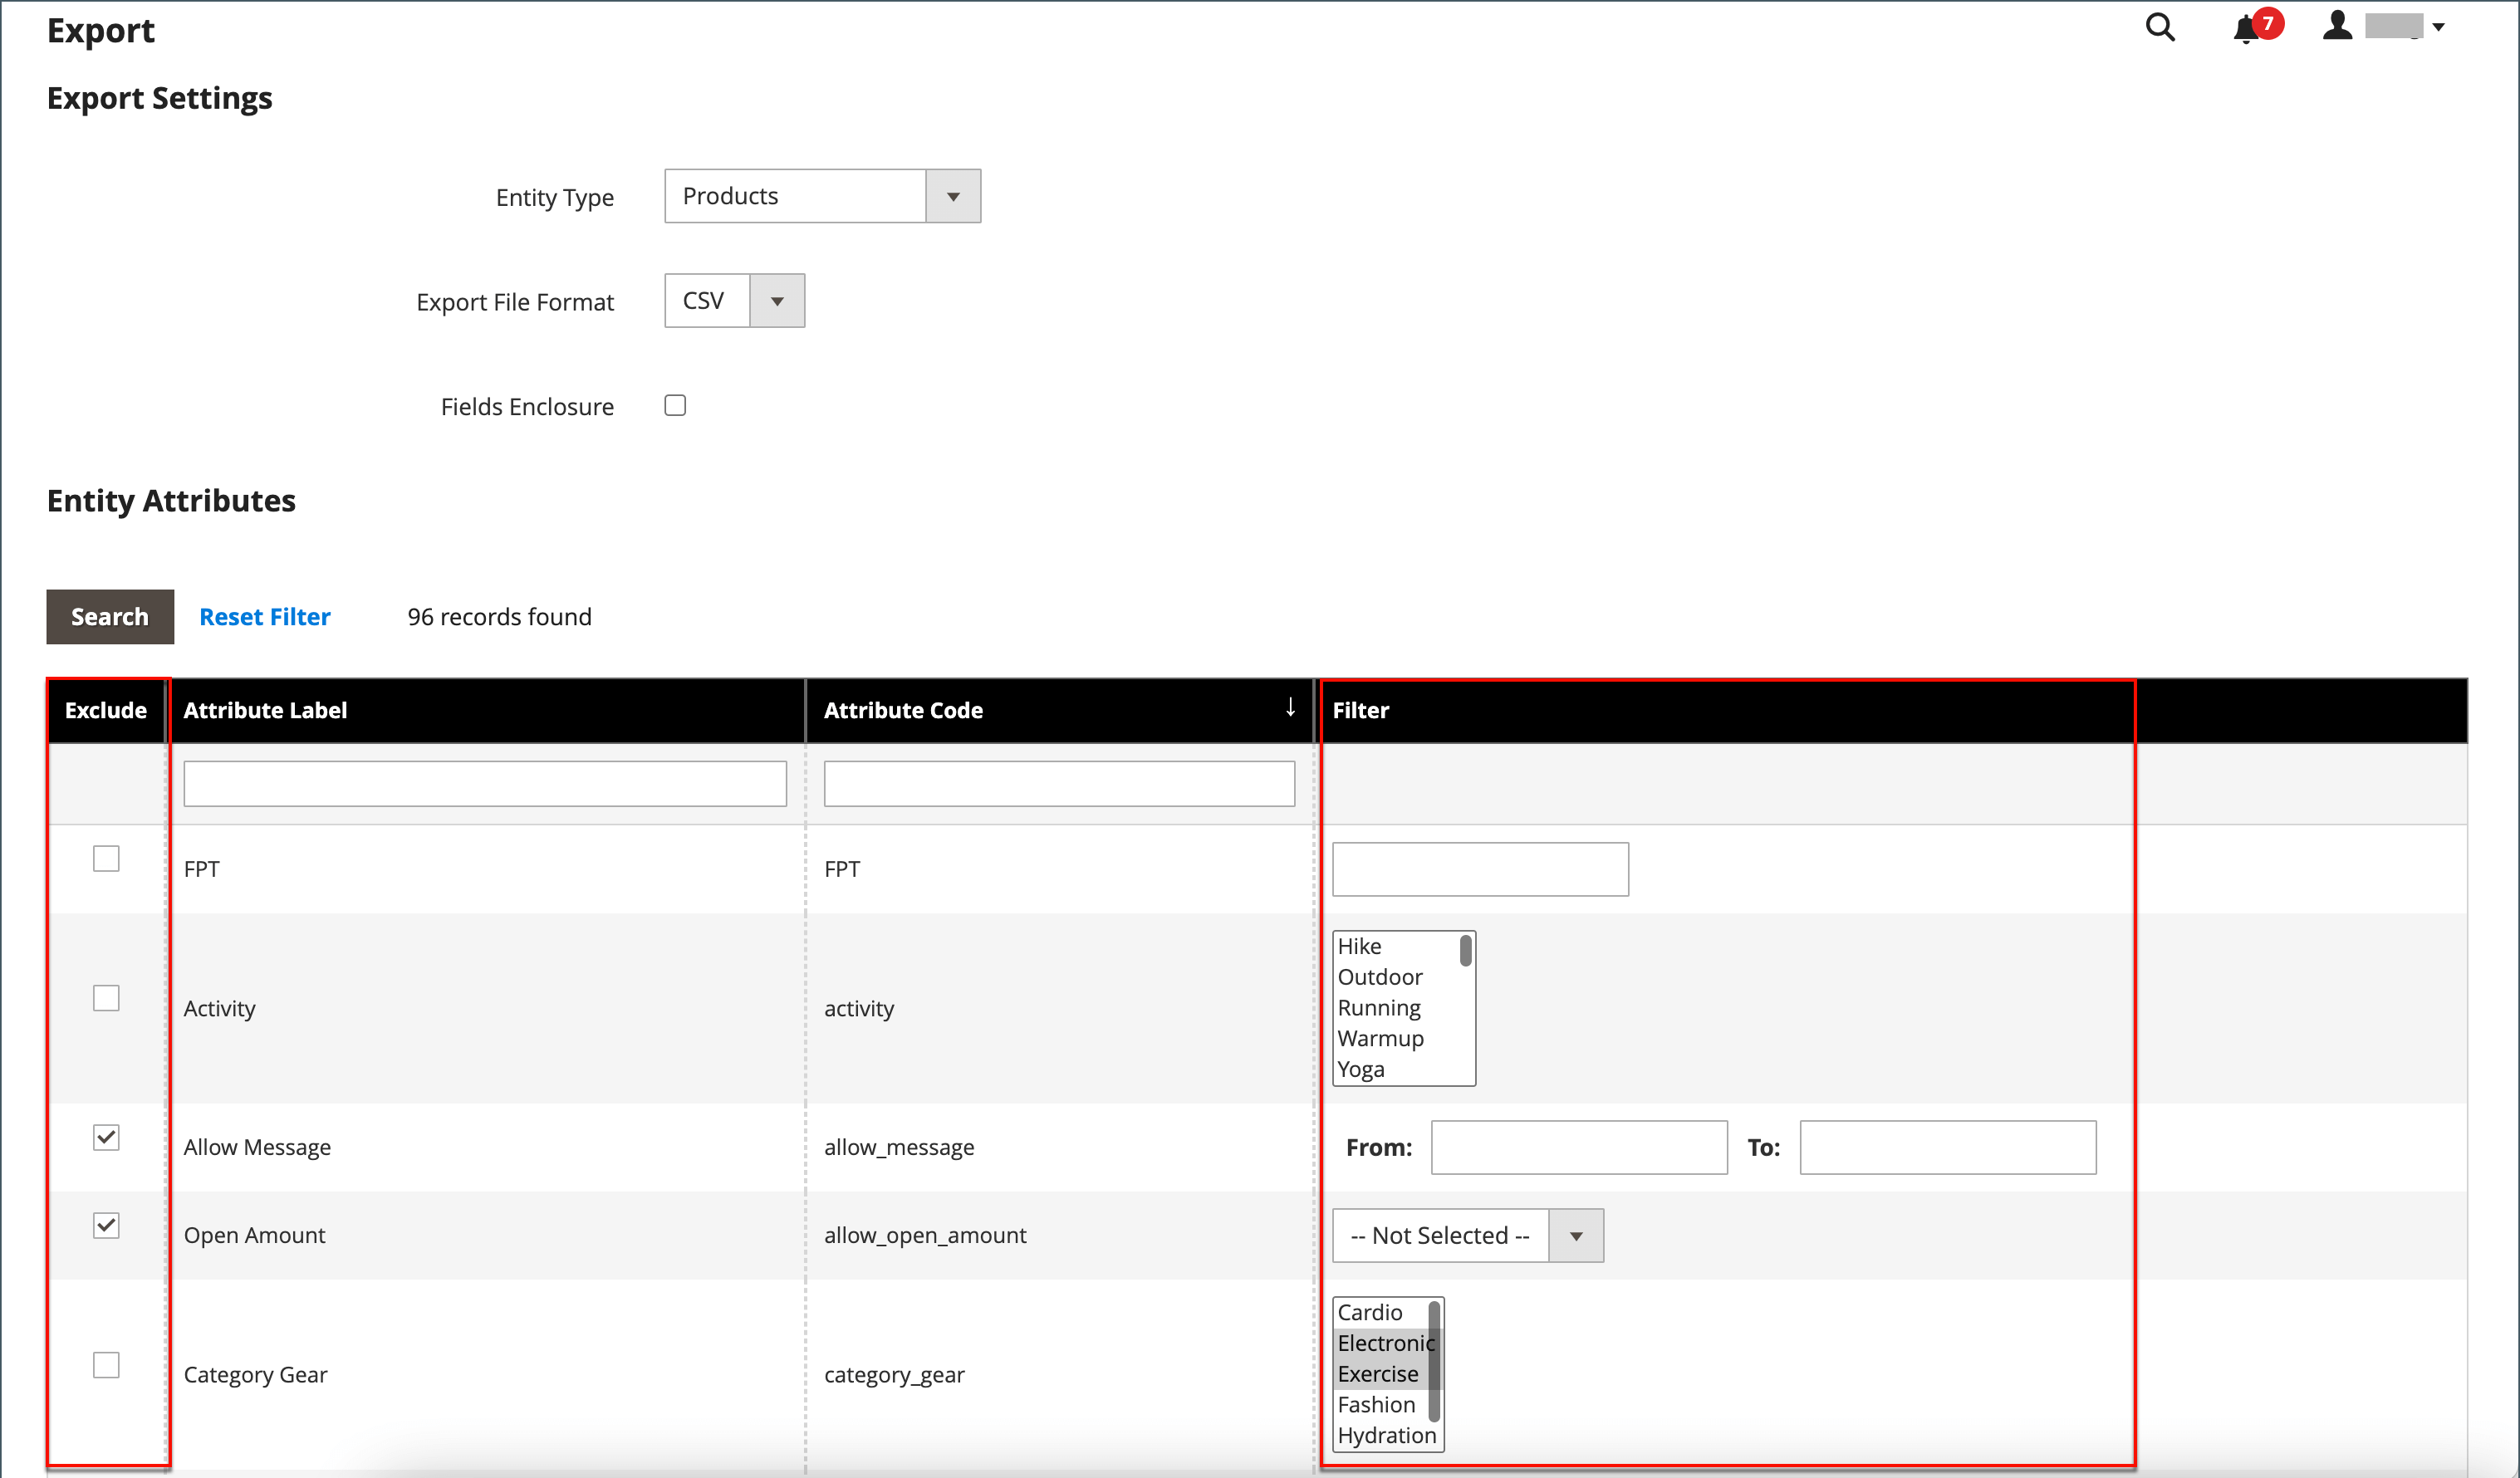 Export
7
Export Settings
Entity Type
Products
Export File Format
CSV
Fields Enclosure
Entity Attributes
Search
Reset Filter
96 records found
Exclude
Attribute Label
Attribute Code
↓
Filter
FPT
FPT
Activity
activity
Hike
Outdoor
Running
Warmup
Yoga
Allow Message
allow_message
From:
To:
Open Amount
allow_open_amount
-- Not Selected --
Category Gear
category_gear
Cardio
Electronic
Exercise
Fashion
Hydration